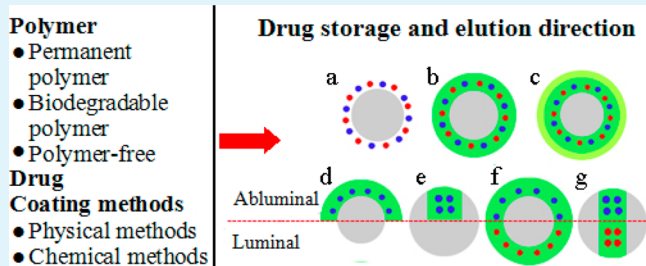 Polymer
● Permanent
polymer
● Biodegradable
polymer
● Polymer-free
Drug
Coating methods
● Physical methods
● Chemical methods
Drug storage and elution direction
a
b
c
d
e
f
g
Abluminal
Luminal